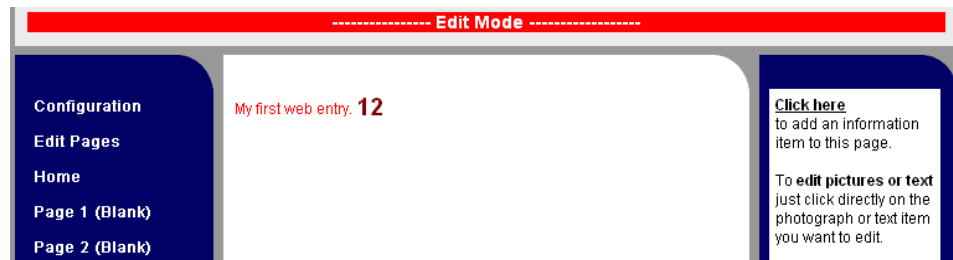 ---------------- Edit Mode ------------------
Configuration
Edit Pages
Home
Page 1 (Blank)
Page 2 (Blank)
My first web entry. 12
Click here
to add an information
item to this page.
To edit pictures or text
just click directly on the
photograph or text item
you want to edit.